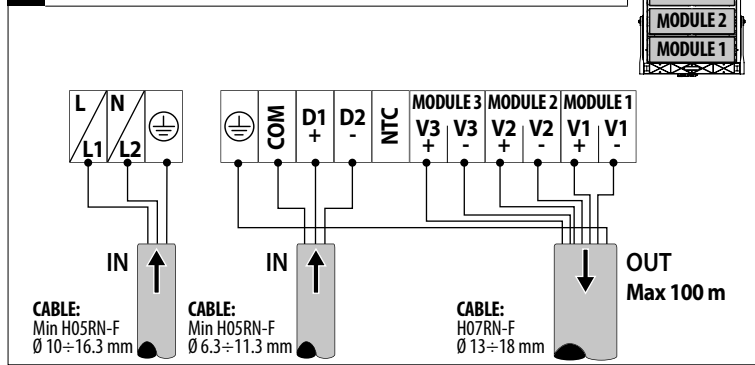 MODULE 2
MODULE 1
L N COM D1 D2 NTC MODULE 3 MODULE 2 MODULE 1
+ - V3 V3 V2 V2 V1 V1
L1 L2 + - + - + -
IN IN OUT
Max 100 m
CABLE: CABLE: CABLE:
Min H05RN-F Min H05RN-F H07RN-F
Ø 10÷16.3 mm Ø 6.3÷11.3 mm Ø 13÷18 mm